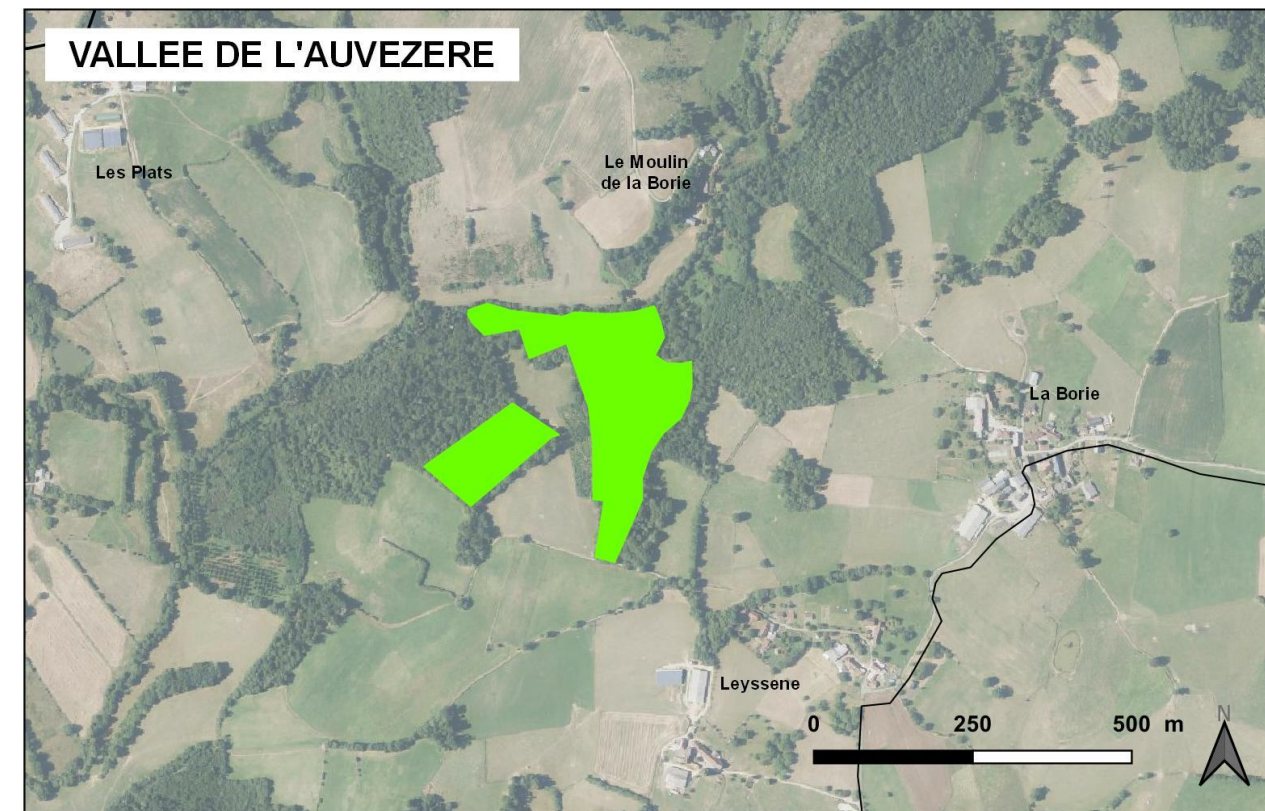 VALLEE DE L'AUVEZERE
Les Plats
Le Moulin
de la Borie
La Borie
Leyssene
0 250 500 m
N